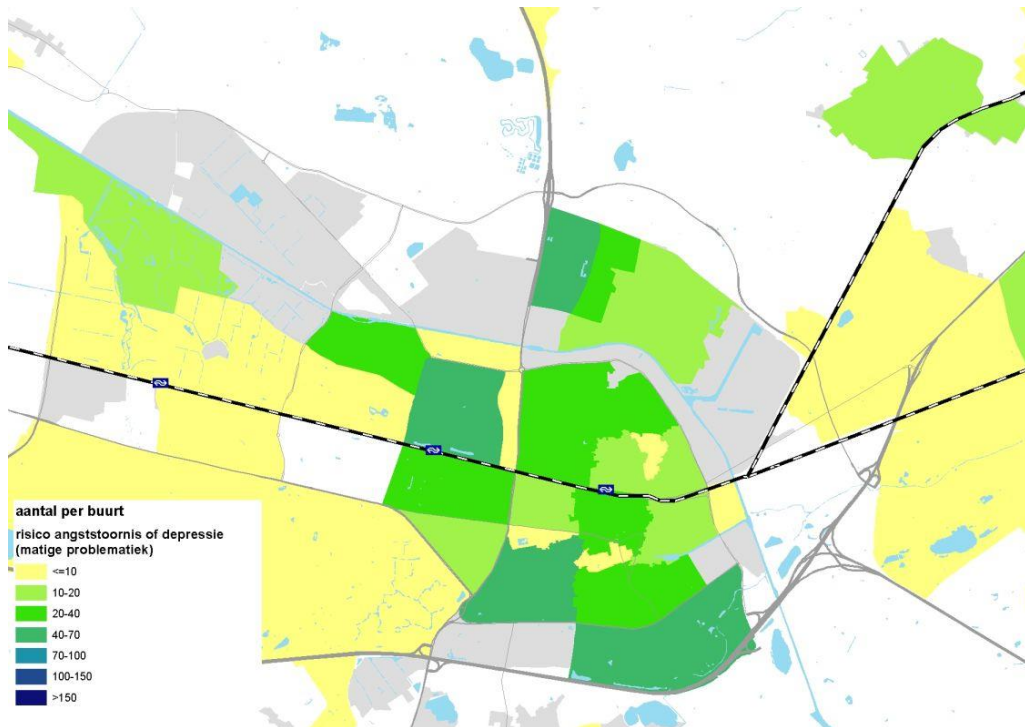 aantal per buurt
risico angststoornis of depressie
(matige problematiek)
<=10
10-20
20-40
40-70
70-100
100-150
>150